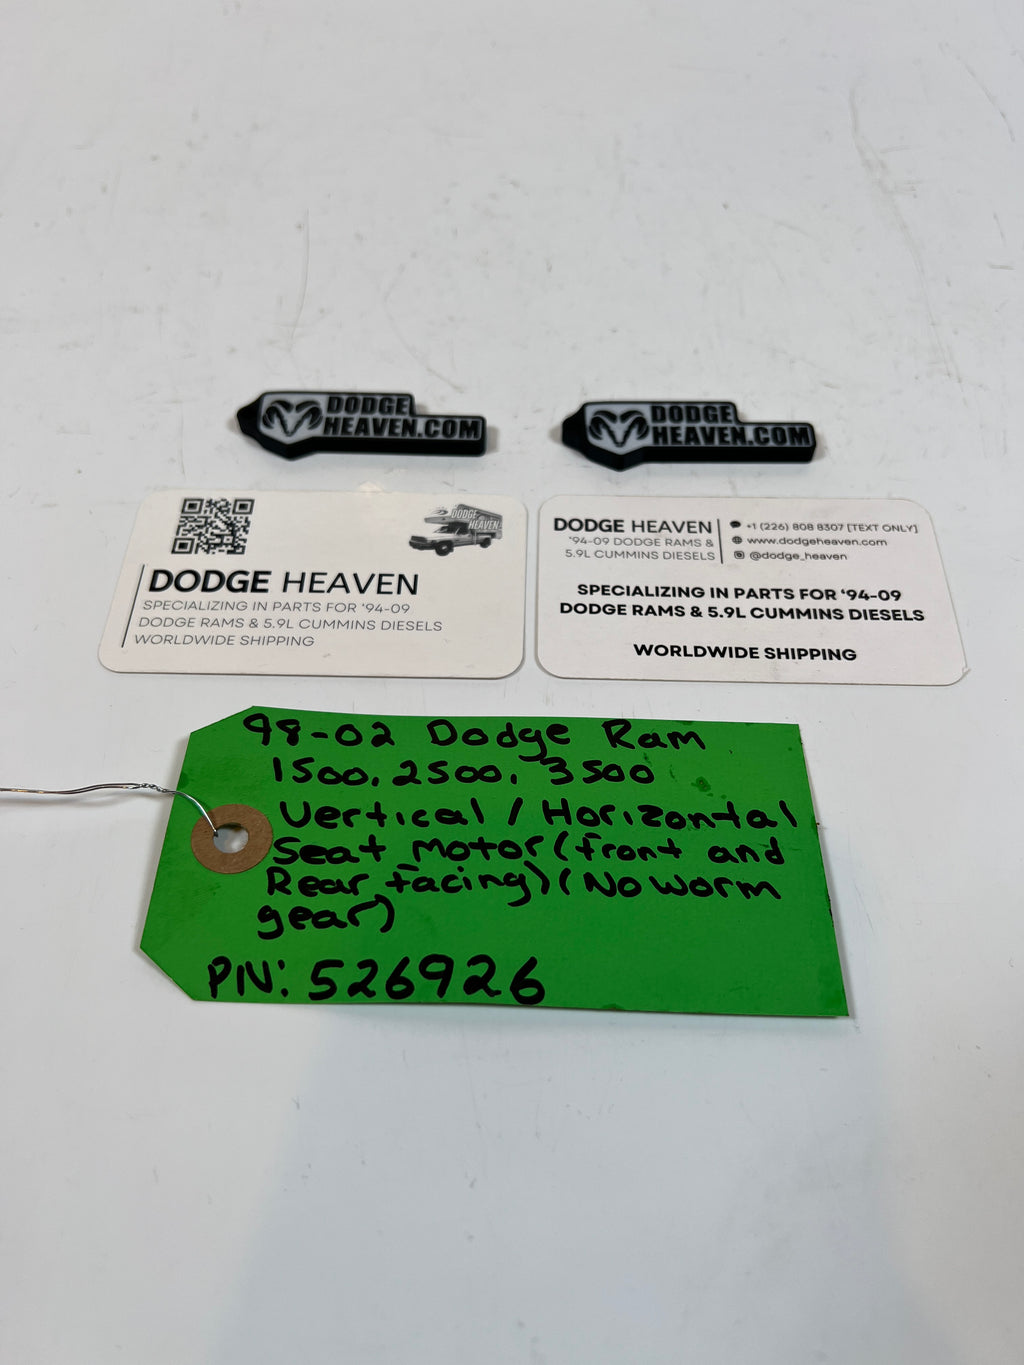 DODGE
HEAVEN.COM
DODGE
HEAVEN.COM
DODGE
HEAVEN
DODGE HEAVEN
SPECIALIZING IN PARTS FOR '94-09
DODGE RAMS & 5.9L CUMMINS DIESELS
WORLDWIDE SHIPPING
DODGE HEAVEN
'94-09 DODGE RAMS &
5.9L CUMMINS DIESELS
+1 (226) 808 8307 [TEXT ONLY]
www.dodgeheaven.com
@dodge_heaven
SPECIALIZING IN PARTS FOR '94-09
DODGE RAMS & 5.9L CUMMINS DIESELS
WORLDWIDE SHIPPING
98-02 Dodge Ram
1500, 2500, 3500
Vertical / Horizontal
Seat Motor (front and
Rear facing) (No worm
gear)
PN: 526926